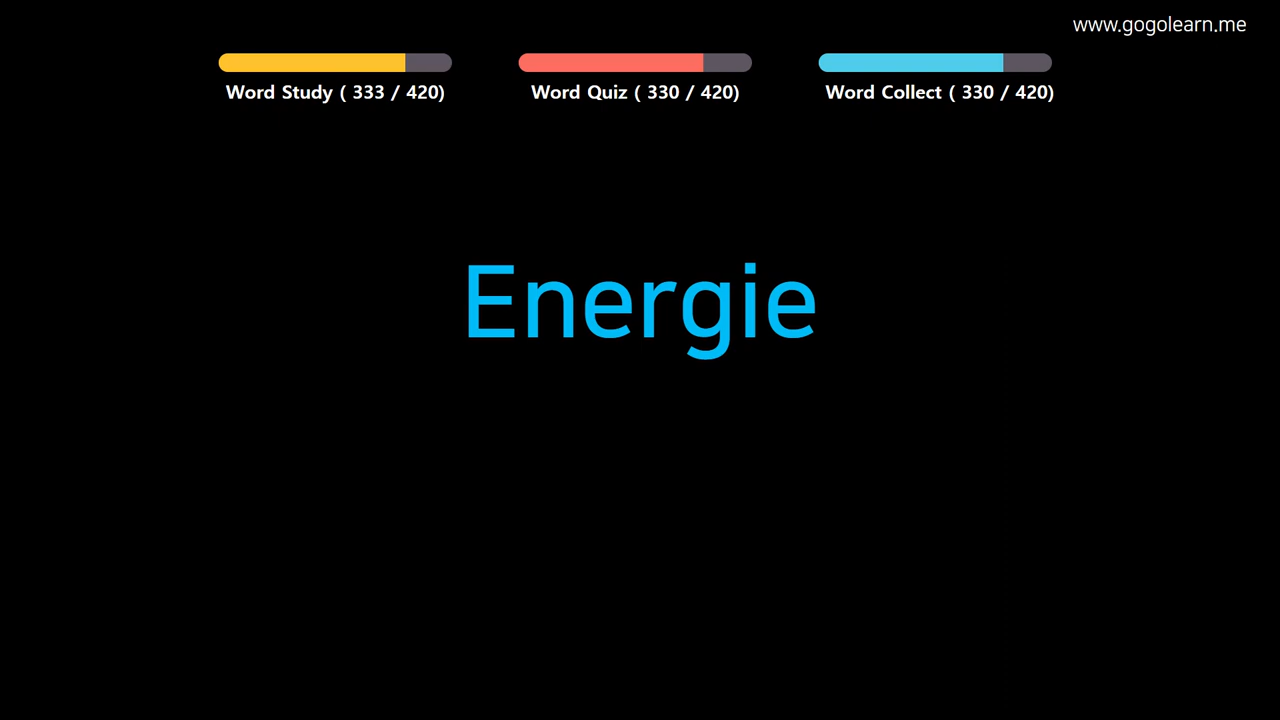 www.gogolearn.me
Word Study ( 333 / 420)
Word Quiz ( 330 / 420)
Word Collect ( 330 / 420)
Energie